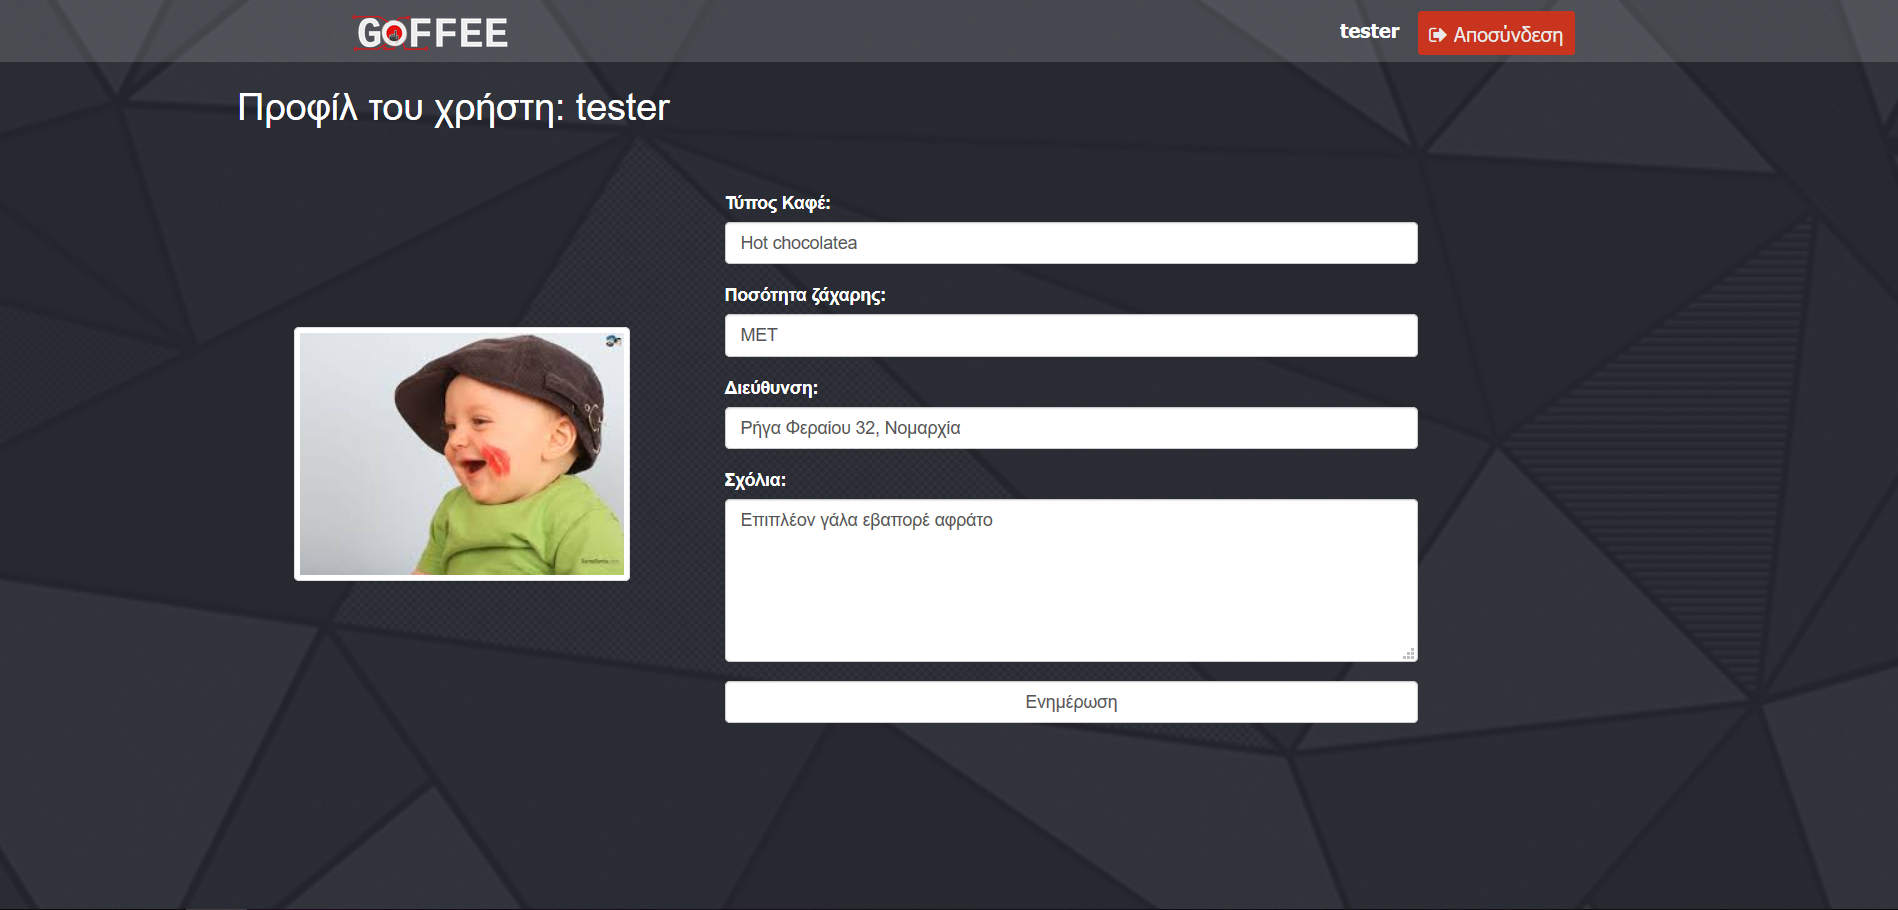 GOFFEE
tester
Αποσύνδεση
Προφίλ του χρήστη: tester
Τύπος Καφέ:
Hot chocolatea
Ποσότητα ζάχαρης:
ΜΕΤ
Διεύθυνση:
Ρήγα Φεραίου 32, Νομαρχία
Σχόλια:
Επιπλέον γάλα εβαπορέ αφράτο
Ενημέρωση